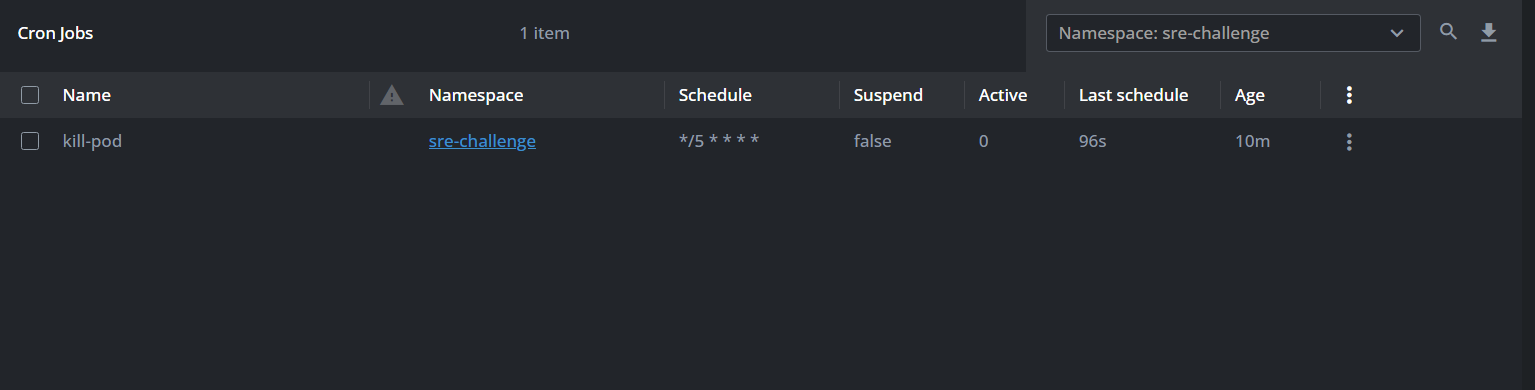 Cron Jobs 1 item Namespace: sre-challenge
Name Namespace Schedule Suspend Active Last schedule Age
kill-pod sre-challenge */5 * * * * false 0 96s 10m